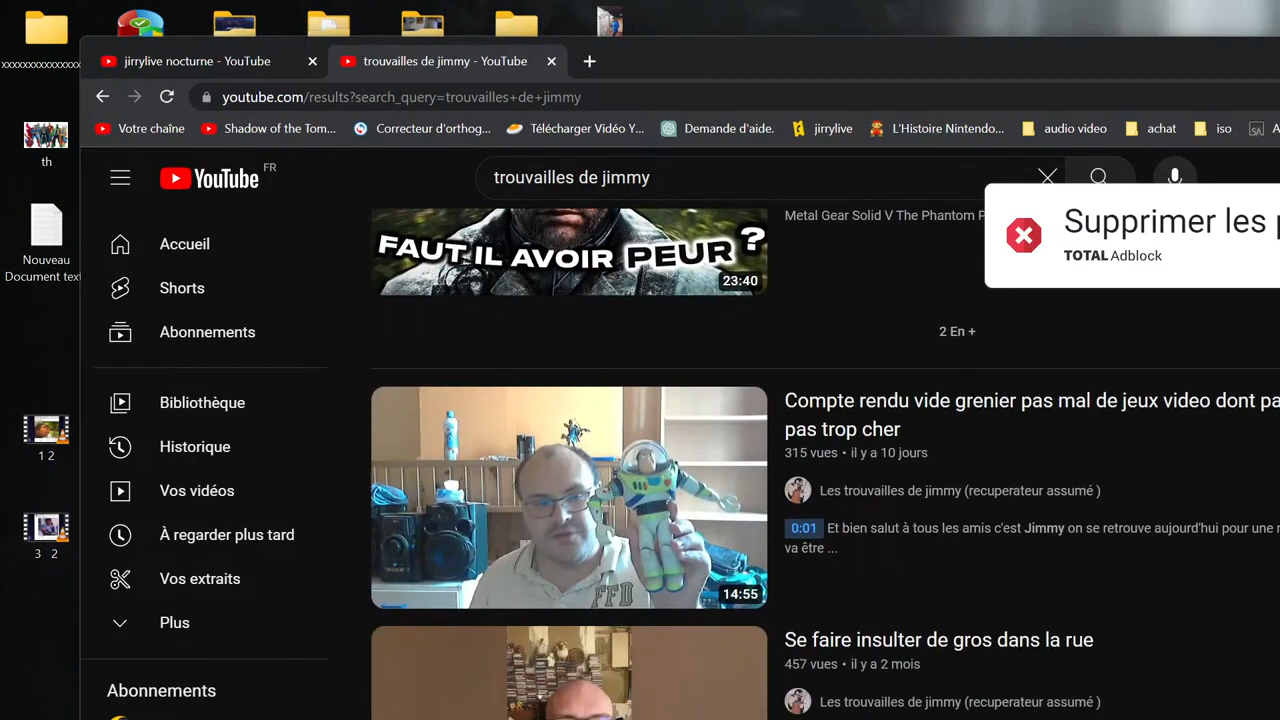 xxxxxxxxxxxxxxx
th
Nouveau
Document text
1 2
3 2
jirrylive nocturne - YouTube
trouvailles de jimmy - YouTube
youtube.com/results?search_query=trouvailles+de+jimmy
Votre chaîne
Shadow of the Tom...
Correcteur d'orthog...
Télécharger Vidéo Y...
Demande d'aide.
jirrylive
L'Histoire Nintendo...
audio video
achat
iso
SA
A
YouTube FR
trouvailles de jimmy
Accueil
Shorts
Abonnements
Bibliothèque
Historique
Vos vidéos
À regarder plus tard
Vos extraits
Plus
Abonnements
FAUT-IL AVOIR PEUR ?
23:40
Metal Gear Solid V The Phantom P
Supprimer les p
TOTAL Adblock
2 En +
FFD
14:55
Compte rendu vide grenier pas mal de jeux video dont pa
pas trop cher
315 vues • il y a 10 jours
Les trouvailles de jimmy (recuperateur assumé )
0:01 Et bien salut à tous les amis c'est Jimmy on se retrouve aujourd'hui pour une n
va être ...
Se faire insulter de gros dans la rue
457 vues • il y a 2 mois
Les trouvailles de jimmy (recuperateur assumé )